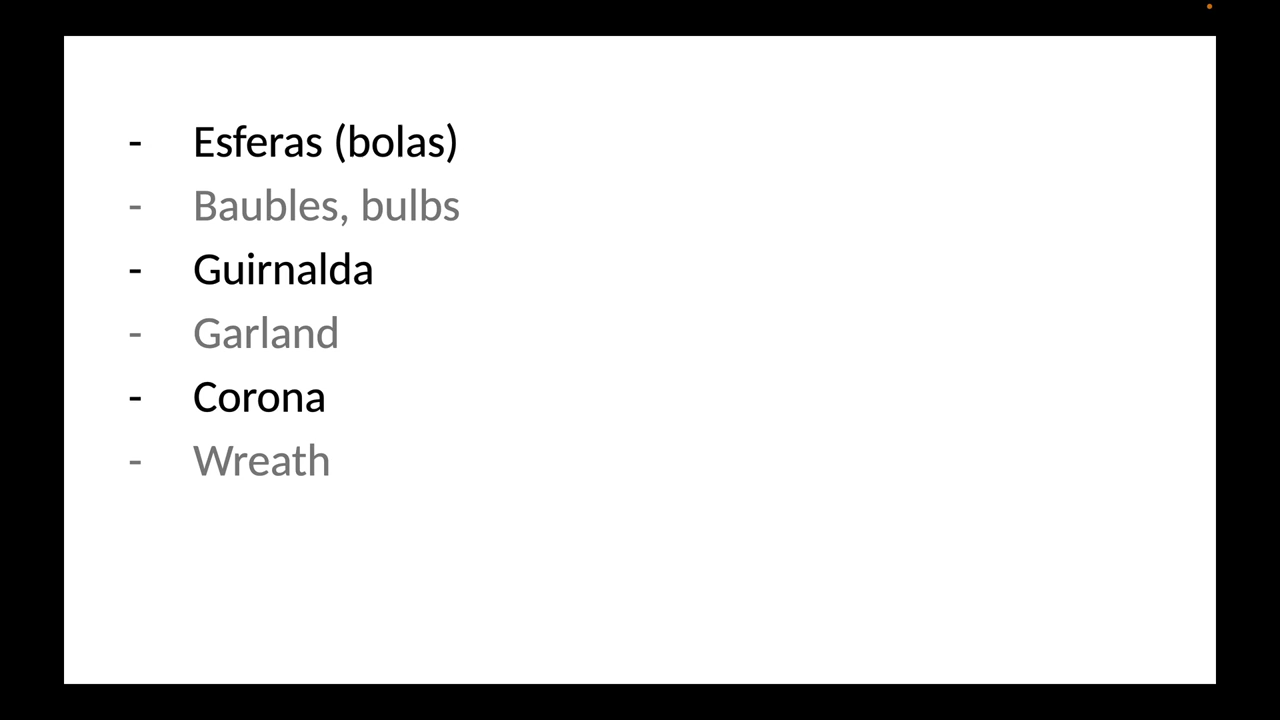 - Esferas (bolas)
- Baubles, bulbs
- Guirnalda
- Garland
- Corona
- Wreath